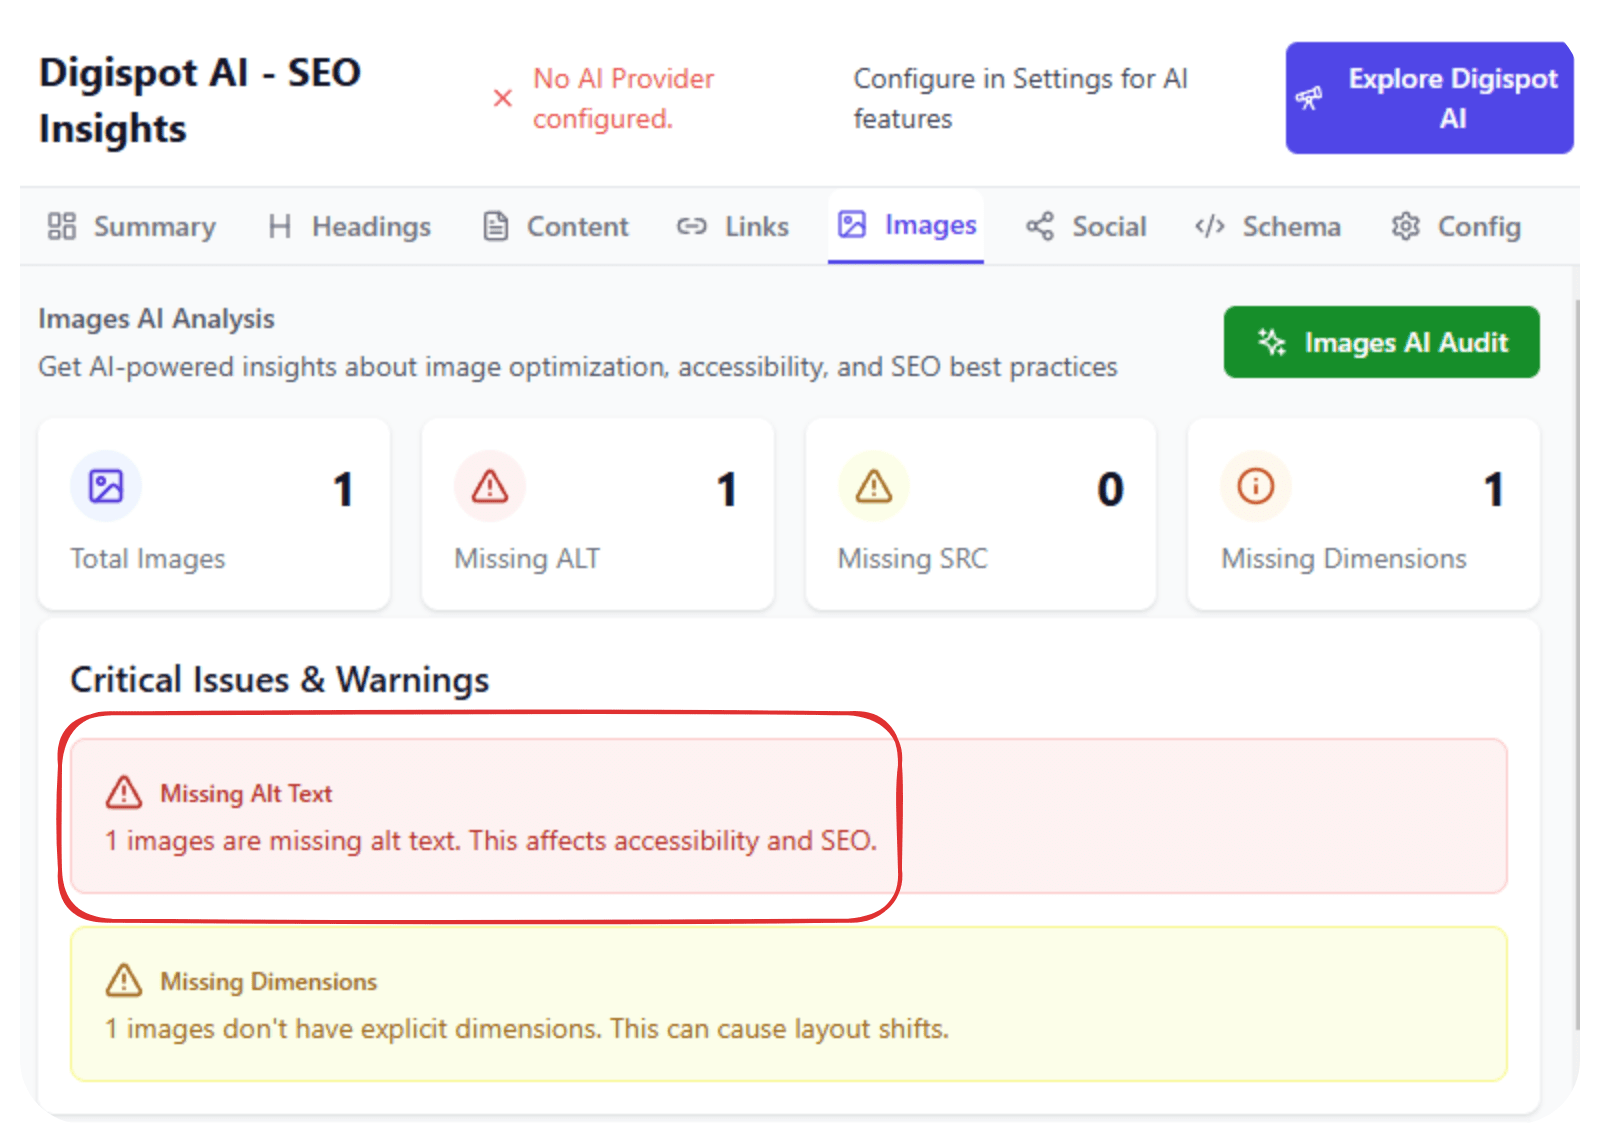 Digispot AI - SEO
Insights
No AI Provider
configured.
Configure in Settings for AI
features
Explore Digispot
AI
Summary
Headings
Content
Links
Images
Social
Schema
Config
Images AI Analysis
Get AI-powered insights about image optimization, accessibility, and SEO best practices
Images AI Audit
1
Total Images
1
Missing ALT
0
Missing SRC
1
Missing Dimensions
Critical Issues & Warnings
Missing Alt Text
1 images are missing alt text. This affects accessibility and SEO.
Missing Dimensions
1 images don't have explicit dimensions. This can cause layout shifts.